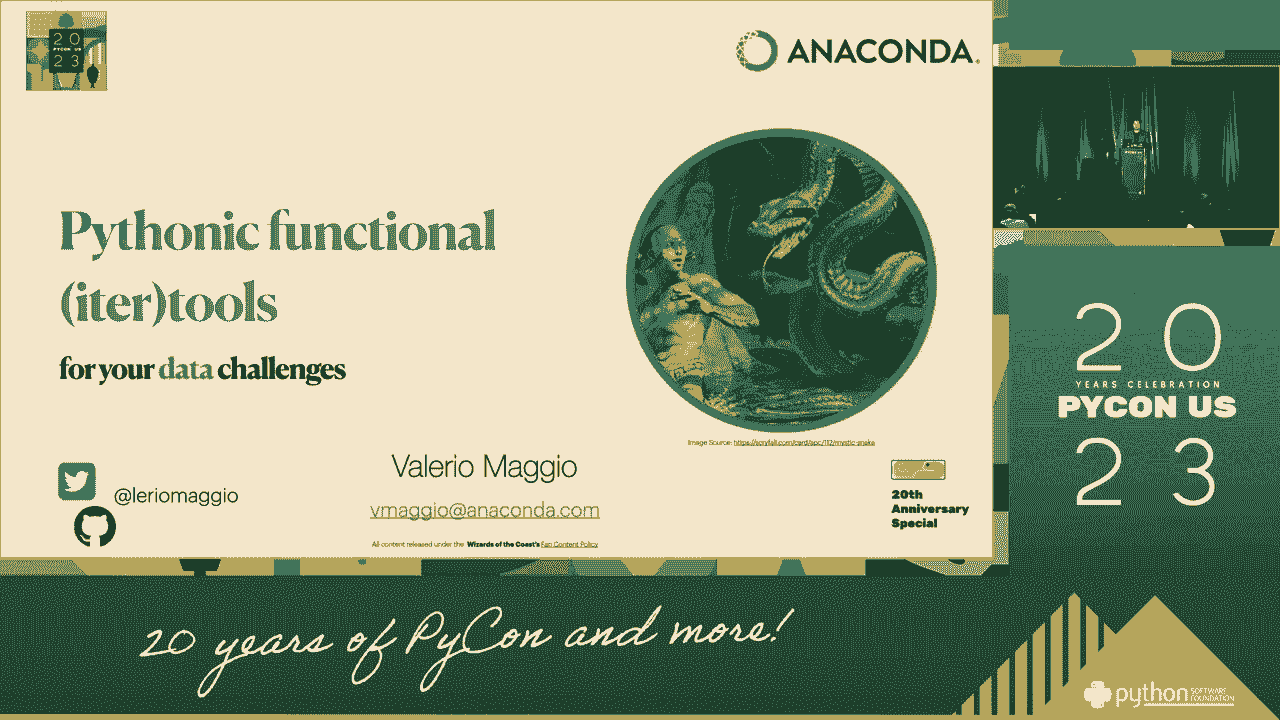 20
PYCON US
23
ANACONDA.
Pythonic functional
(iter)tools
for your data challenges
Image Source: https://scryfall.com/card/apc/112/mystic-snake
Valerio Maggio
@leriomaggio
vmaggio@anaconda.com
All content released under the Wizards of the Coast's Fan Content Policy
20th
Anniversary
Special
20
YEARS CELEBRATION
PYCON US
23
20 years of PyCon and more!
python SOFTWARE
FOUNDATION